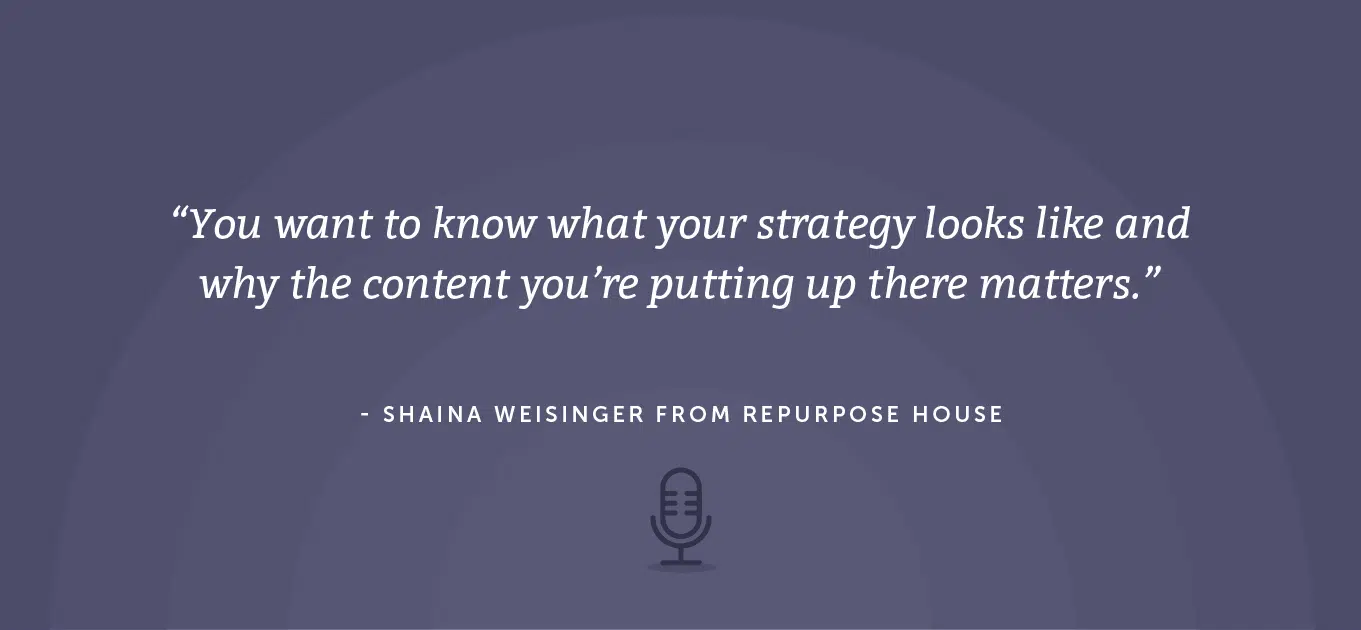 “You want to know what your strategy looks like and
why the content you’re putting up there matters.”
- SHAINA WEISINGER FROM REPURPOSE HOUSE